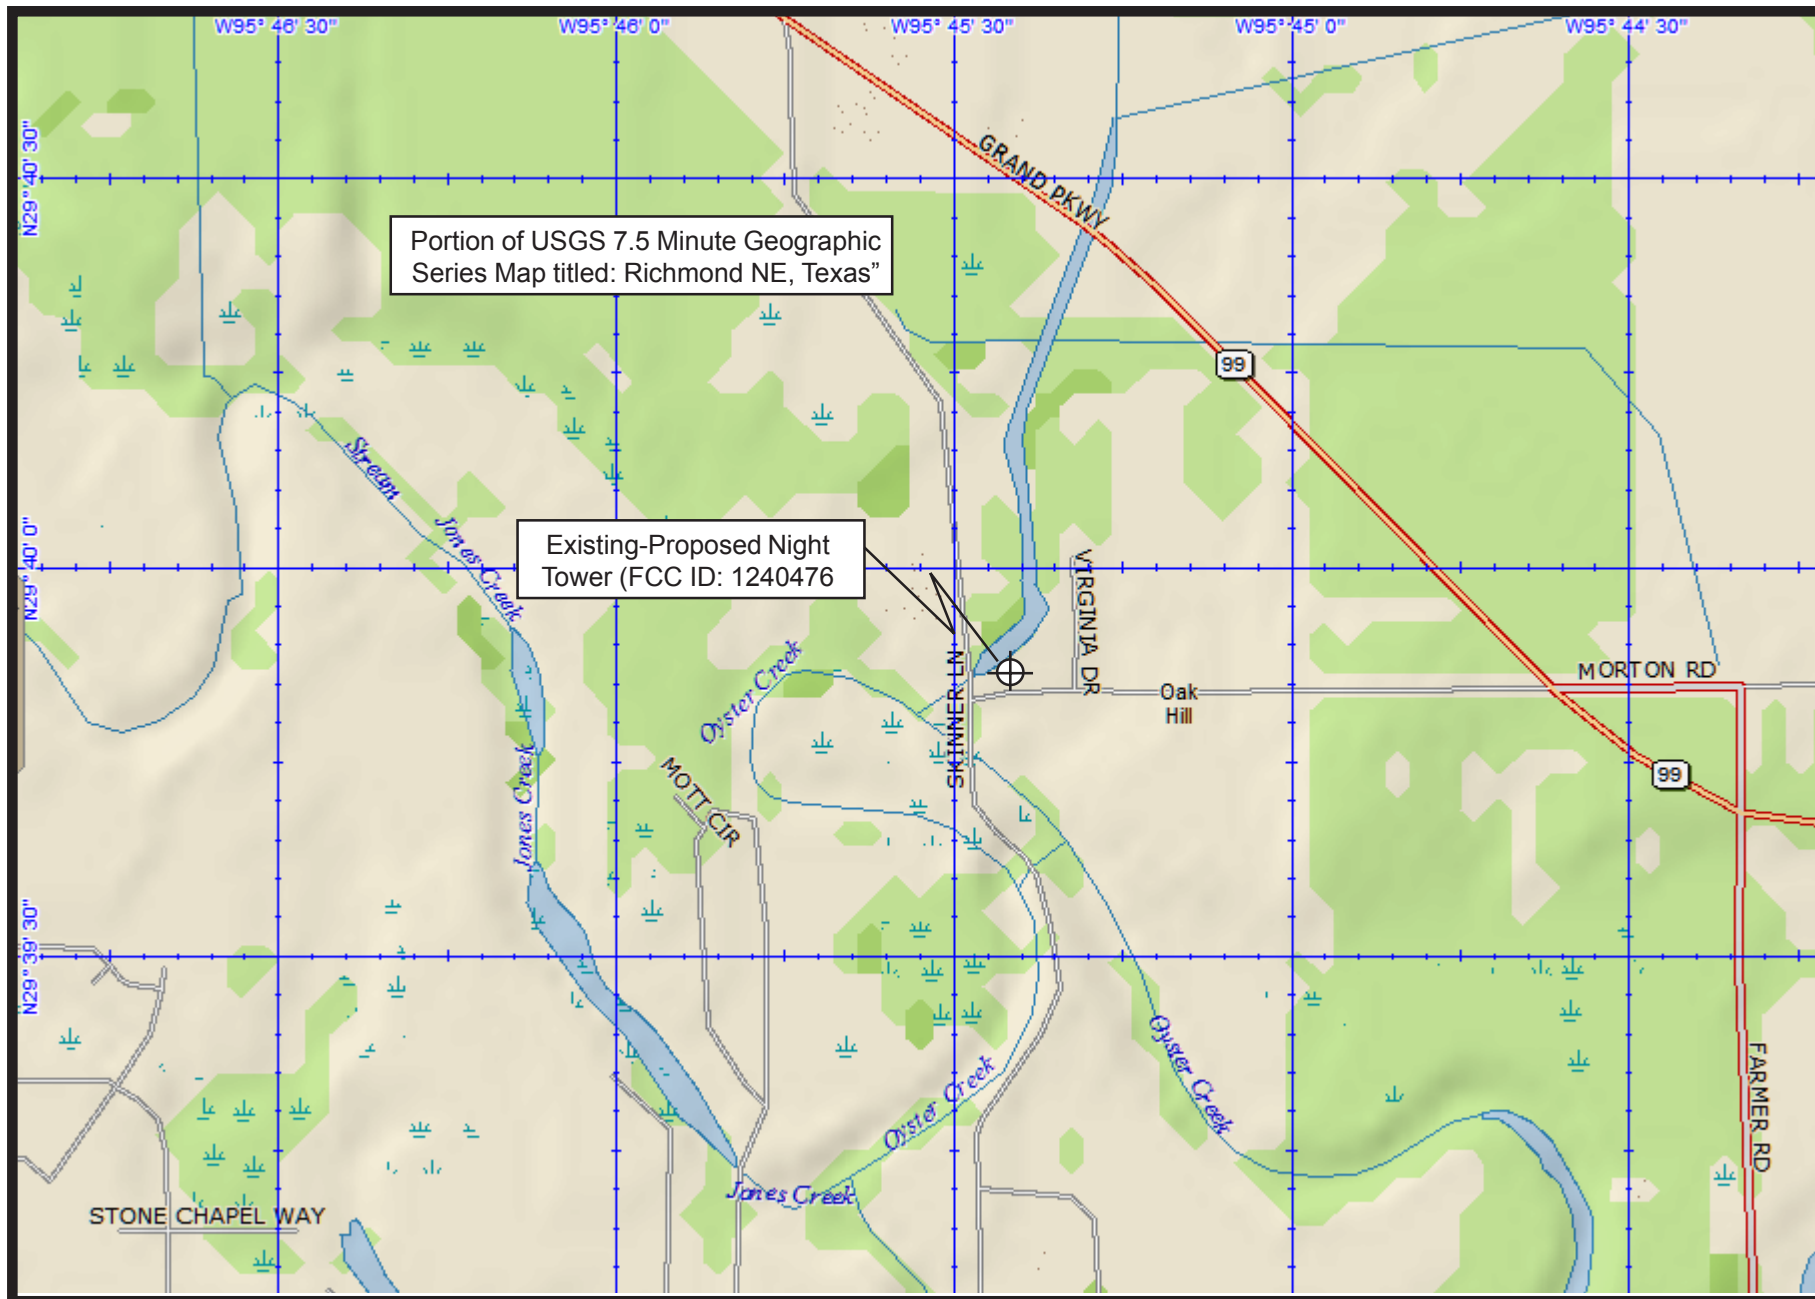 W95° 46' 30"
W95° 46' 0"
W95° 45' 30"
W95° 45' 0"
W95° 44' 30"
N29° 40' 30"
GRAND PKWY
Portion of USGS 7.5 Minute Geographic
Series Map titled: Richmond NE, Texas”
99
Stream
Jones Creek
Existing-Proposed Night
Tower (FCC ID: 1240476
N29° 40' 0"
VIRGINIA DR
SKINNER LN
Oyster Creek
MORTON RD
Oak
Hill
99
Jones Creek
MOTT CIR
N29° 39' 30"
Oyster Creek
Oyster Creek
FARMER RD
Jones Creek
STONE CHAPEL WAY